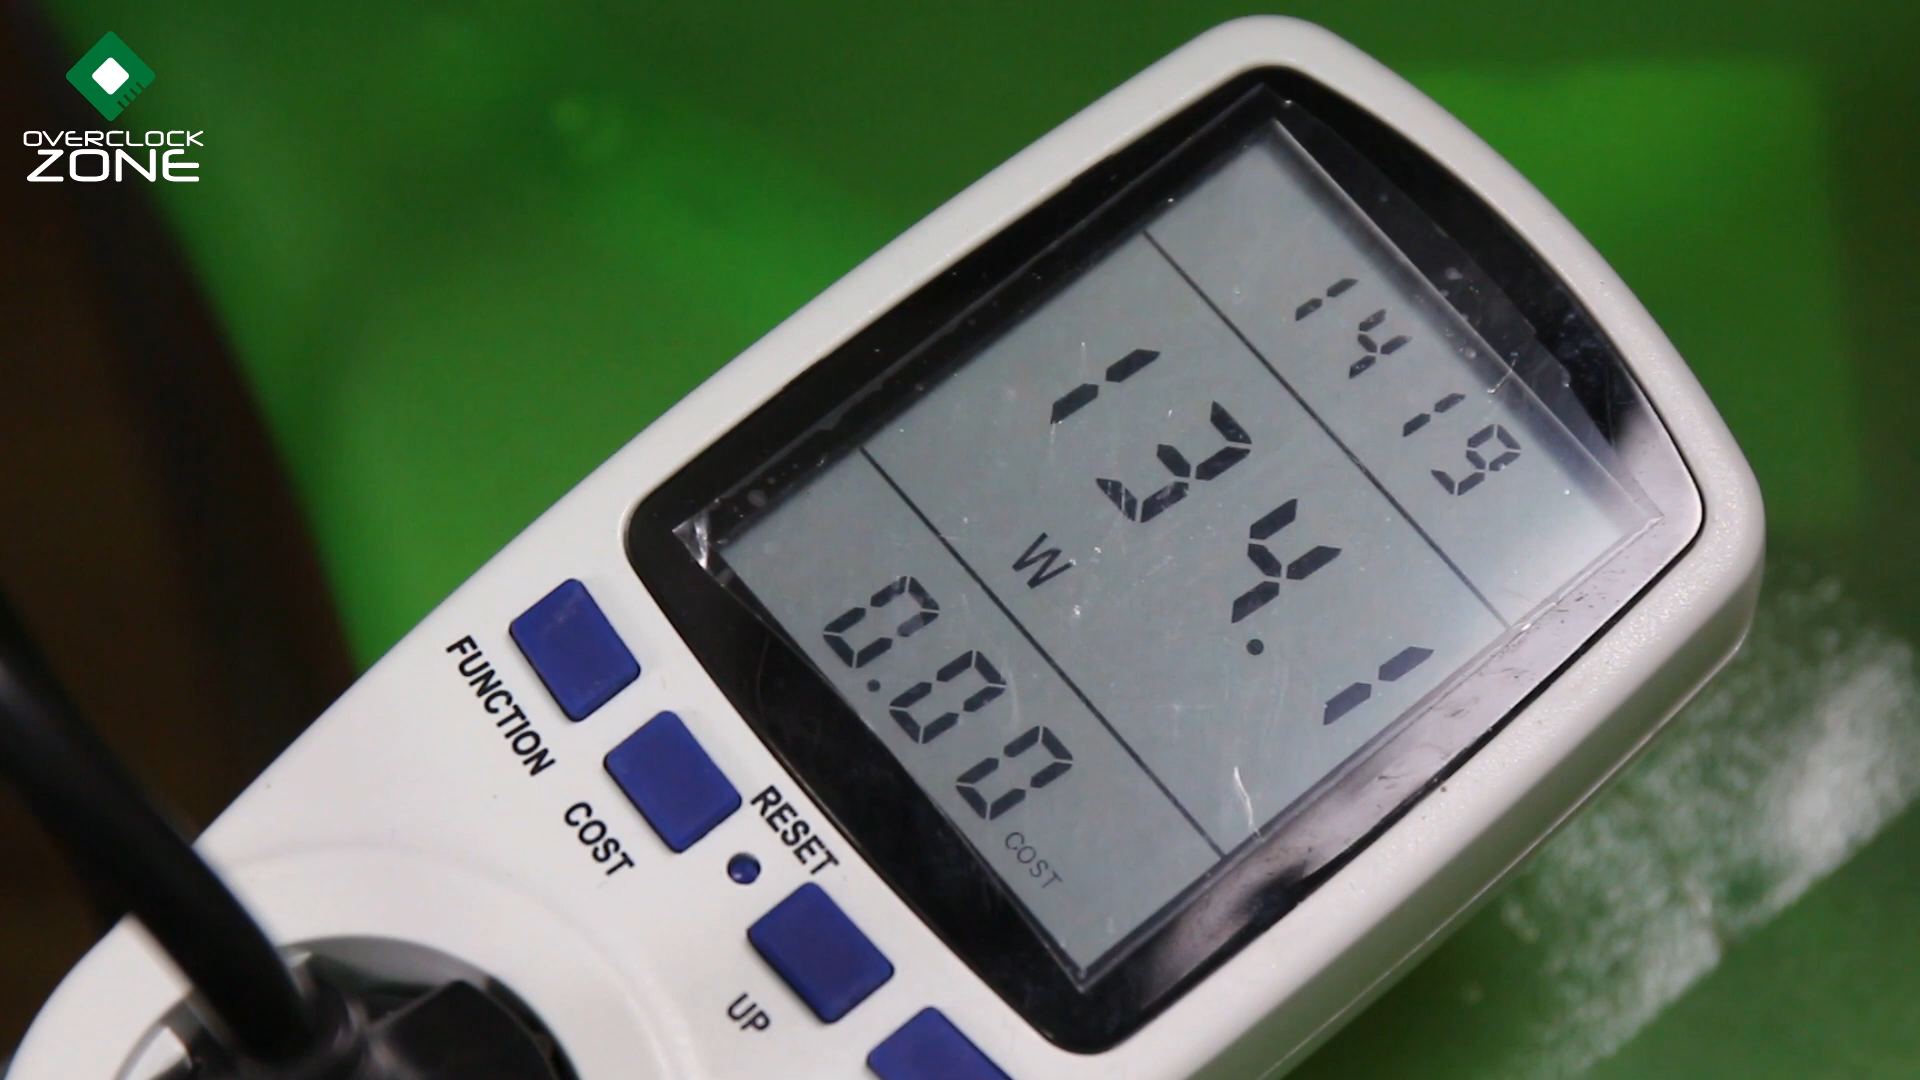 OVERCLOCK
ZONE
14 19
134.1
W
0.00
COST
FUNCTION
COST
RESET
UP